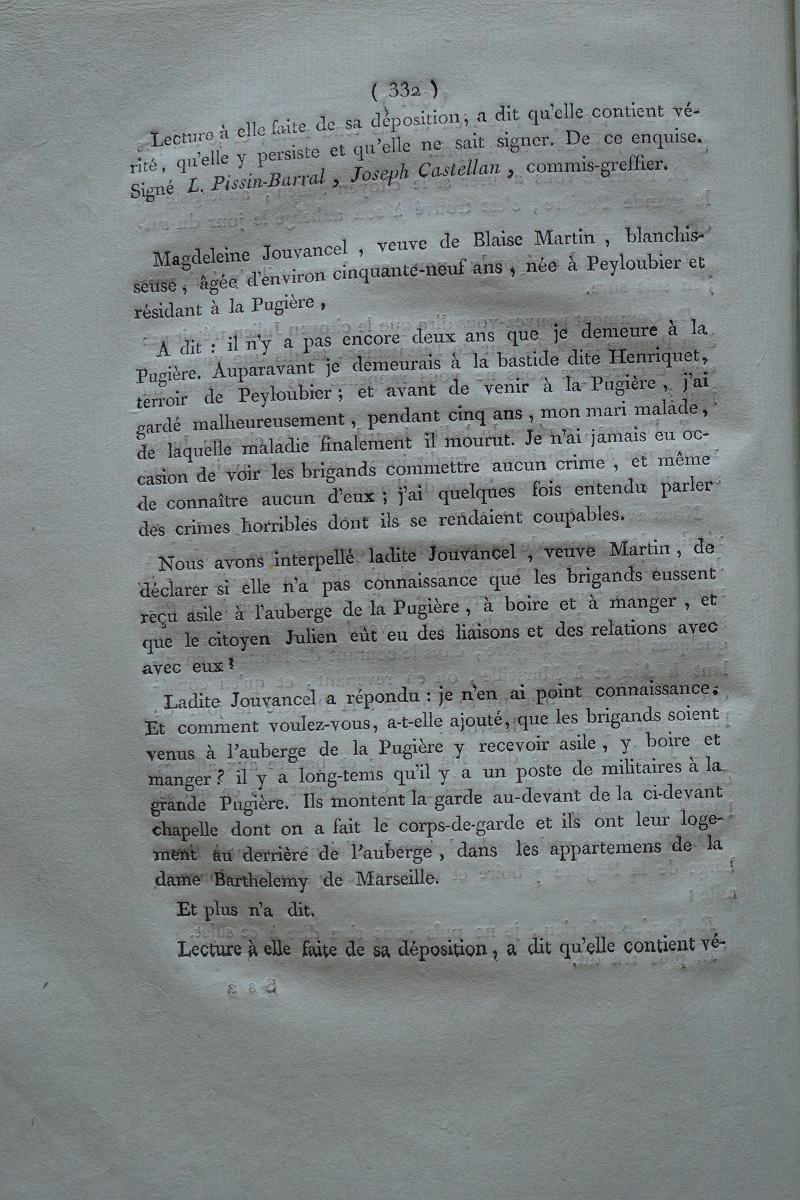 ( 332 )
Lecture à elle faite de sa déposition, a dit qu'elle contient vé-
rité, qu'elle y persiste et qu'elle ne sait signer. De ce enquise.
Signé L. Pissin-Barral, Joseph Castellan, commis-greffier.
Magdeleine Jouvancel, veuve de Blaise Martin, blanchis-
seuse, âgée d'environ cinquante-neuf ans, née à Peyloubier et
résidant à la Pugière,
A dit : il n'y a pas encore deux ans que je demeure à la
Pugière. Auparavant je demeurais à la bastide dite Henriquet,
terroir de Peyloubier ; et avant de venir à la Pugière, j'ai
gardé malheureusement, pendant cinq ans, mon mari malade,
de laquelle maladie finalement il mourut. Je n'ai jamais eu oc-
casion de voir les brigands commettre aucun crime, et même
de connaître aucun d'eux ; j'ai quelques fois entendu parler
des crimes horribles dont ils se rendaient coupables.
Nous avons interpellé ladite Jouvancel, veuve Martin, de
déclarer si elle n'a pas connaissance que les brigands eussent
reçu asile à l'auberge de la Pugière, à boire et à manger, et
que le citoyen Julien eût eu des liaisons et des relations avec
avec eux ?
Ladite Jouvancel a répondu : je n'en ai point connaissance.
Et comment voulez-vous, a-t-elle ajouté, que les brigands soient
venus à l'auberge de la Pugière y recevoir asile, y boire et
manger ? il y a long-tems qu'il y a un poste de militaires à la
grande Pugière. Ils montent la garde au-devant de la ci-devant
chapelle dont on a fait le corps-de-garde et ils ont leur loge-
ment au derrière de l'auberge, dans les appartemens de la
dame Barthelemy de Marseille.
Et plus n'a dit.
Lecture à elle faite de sa déposition, a dit qu'elle contient vé-